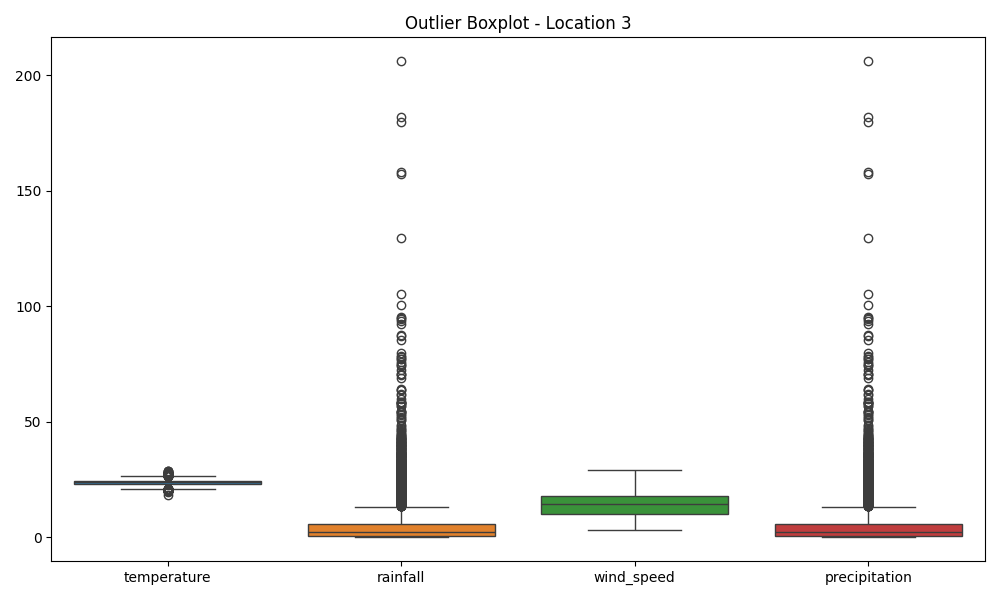 Outlier Boxplot - Location 3
200
150
100
50
0
temperature rainfall wind_speed precipitation